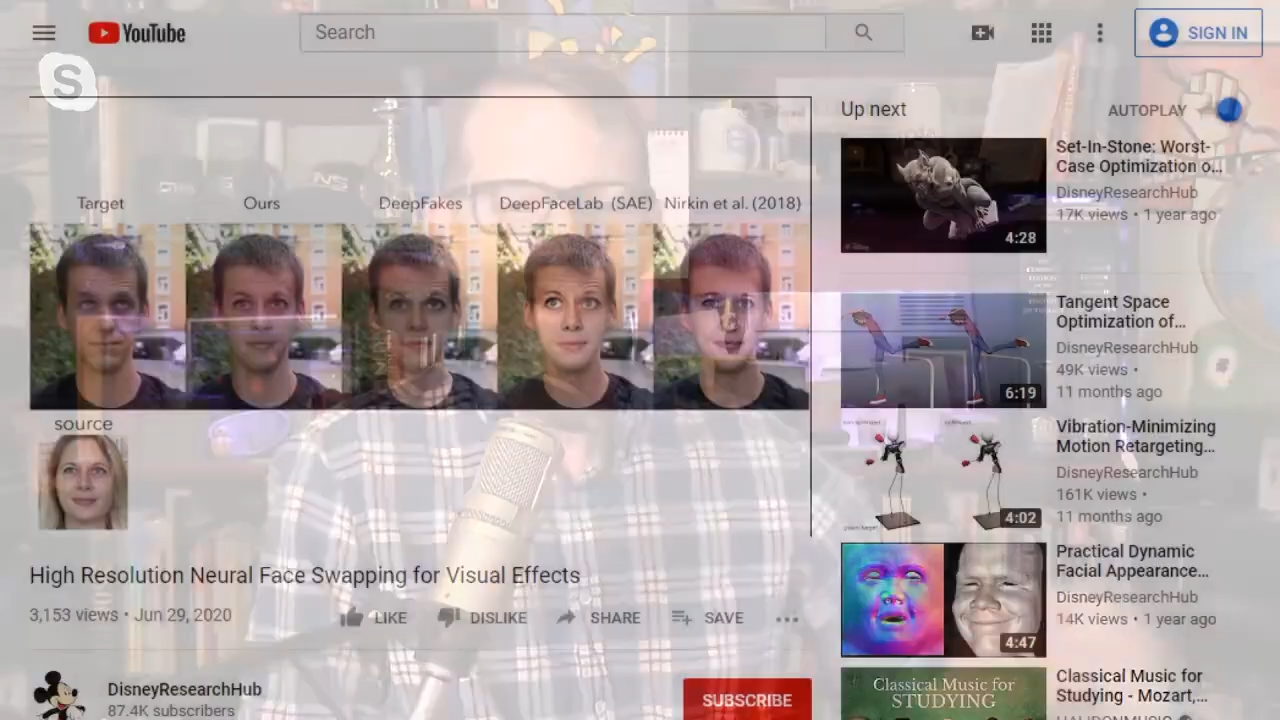 YouTube
Search
SIGN IN
S
Target
Ours
DeepFakes
DeepFaceLab (SAE)
Nirkin et al. (2018)
source
High Resolution Neural Face Swapping for Visual Effects
3,153 views • Jun 29, 2020
LIKE
DISLIKE
SHARE
SAVE
DisneyResearchHub
87.4K subscribers
SUBSCRIBE
Up next
AUTOPLAY
4:28
Set-In-Stone: Worst-
Case Optimization o...
DisneyResearchHub
17K views • 1 year ago
6:19
Tangent Space
Optimization of...
DisneyResearchHub
49K views •
11 months ago
4:02
Vibration-Minimizing
Motion Retargeting...
DisneyResearchHub
161K views •
11 months ago
4:47
Practical Dynamic
Facial Appearance...
DisneyResearchHub
14K views • 1 year ago
Classical Music for
STUDYING
Classical Music for
Studying - Mozart,...